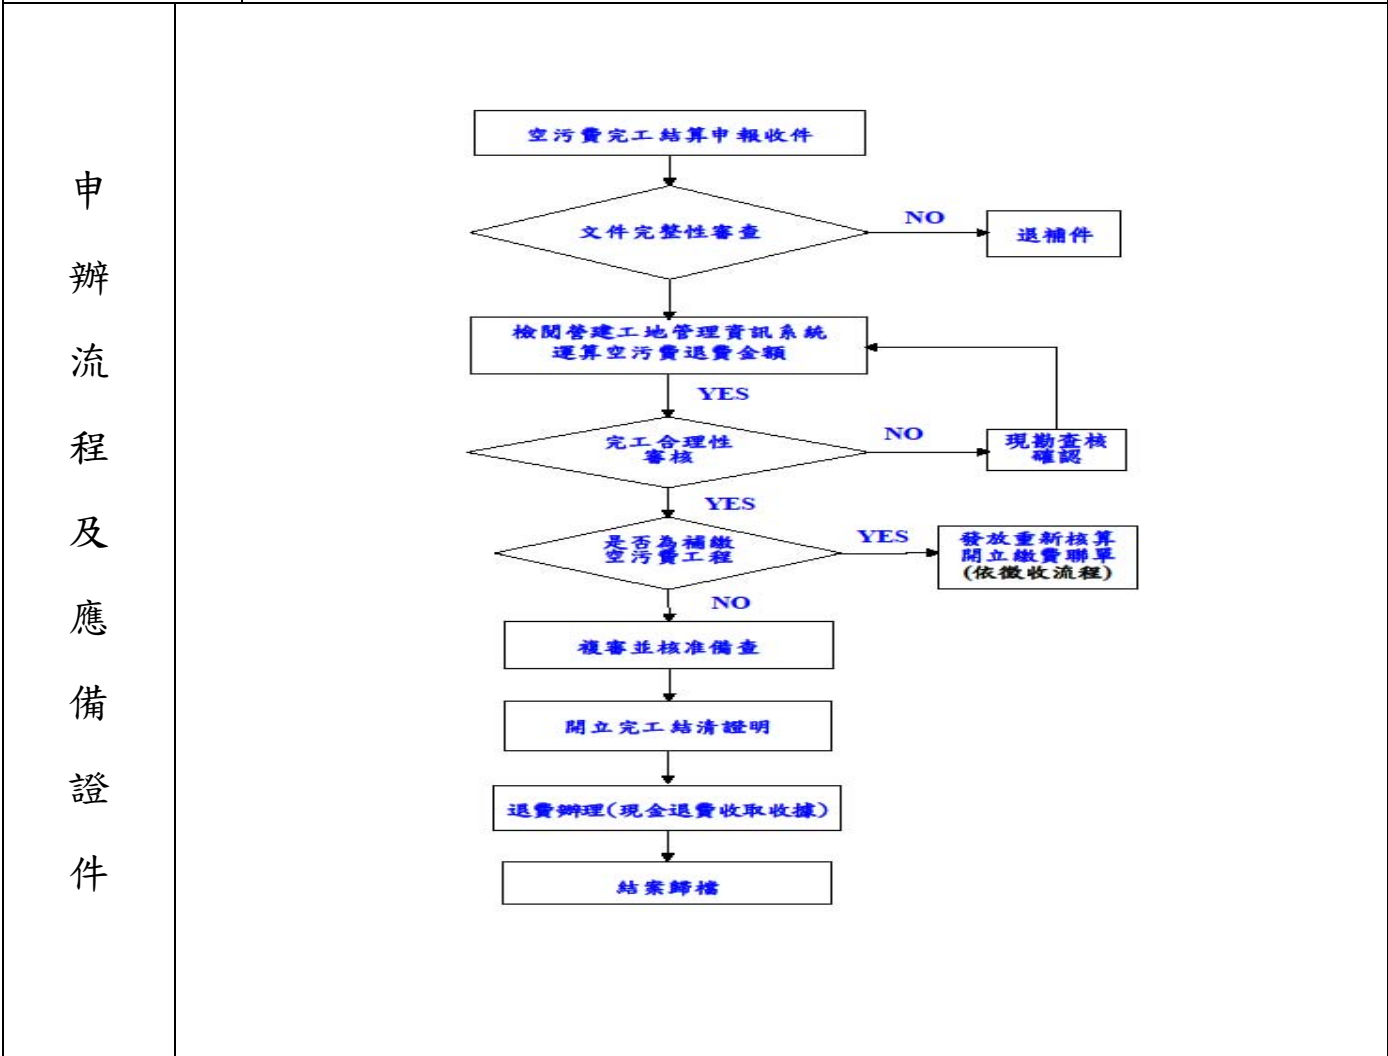 申
辦
流
程
及
應
備
證
件
空污費完工結算申報收件
文件完整性審查
NO
退補件
檢閱營建工地管理資訊系統
運算空污費退費金額
YES
完工合理性
審核
NO
現勘查核
確認
YES
是否為補繳
空污費工程
YES
發放重新核算
開立繳費聯單
(依徵收流程)
NO
複審並核准備查
開立完工結清證明
退費辦理(現金退費收取收據)
結案歸檔